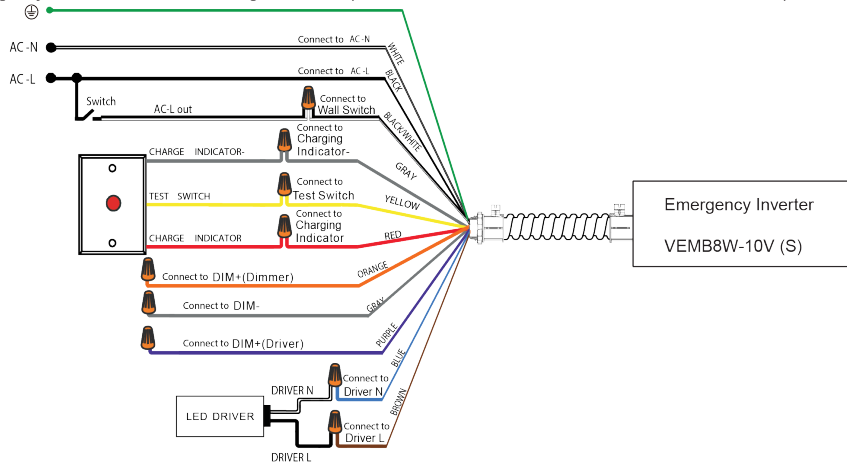 AC-N
Connect to AC-N
WHITE
AC-L
Connect to AC-L
BLACK
Switch
AC-L out
Connect to
Wall Switch
BLACK/WHITE
CHARGE INDICATOR-
Connect to
Charging
Indicator-
GRAY
TEST SWITCH
Connect to
Test Switch
YELLOW
CHARGE INDICATOR
Connect to
Charging
Indicator
RED
Connect to DIM+(Dimmer)
ORANGE
Connect to DIM-
GRAY
Connect to DIM+(Driver)
PURPLE
BLUE
BROWN
DRIVER N
Connect to
Driver N
LED DRIVER
Connect to
Driver L
DRIVER L
Emergency Inverter
VEMB8W-10V (S)